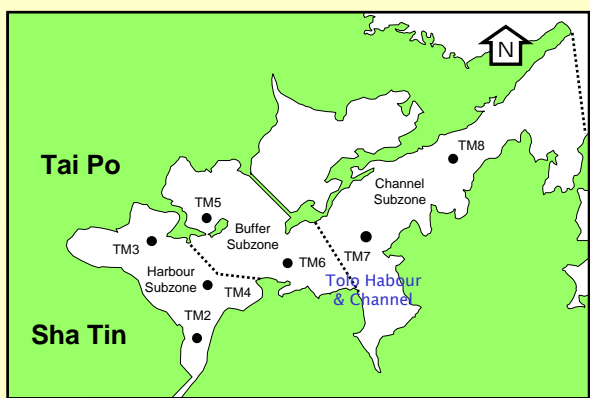 N
TM8
Tai Po
Channel
Subzone
TM5
Buffer
Subzone
TM3
TM7
TM6
Harbour
Subzone
Tolo Habour
& Channel
TM4
TM2
Sha Tin